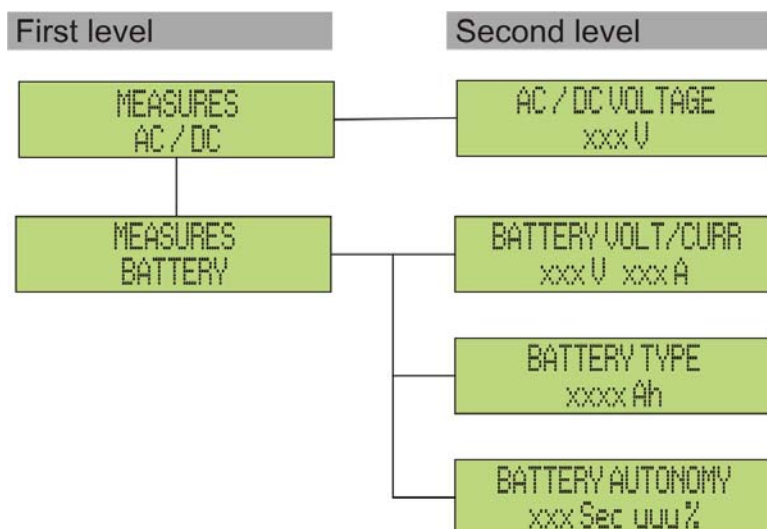 First level
Second level
MEASURES
AC / DC
AC / DC VOLTAGE
xxx V
MEASURES
BATTERY
BATTERY VOLT/CURR
xxx V xxx A
BATTERY TYPE
xxxx Ah
BATTERY AUTONOMY
xxx Sec yyy %